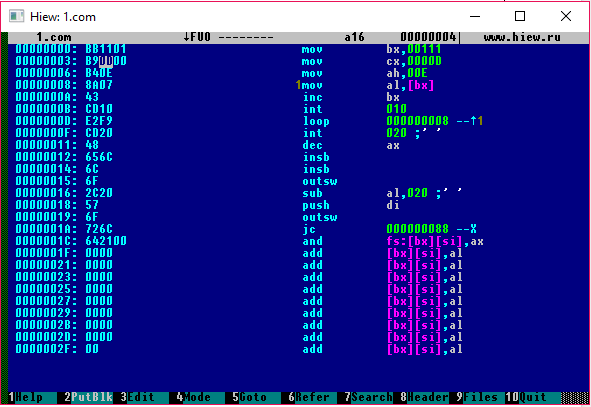 Hiew: 1.com
1.com ↓FUO -------- a16 00000004| www.hiew.ru
00000000: BB1101 mov bx,00111
00000003: B90D00 mov cx,0000D
00000006: B40E mov ah,00E
00000008: 8A07 1mov al,[bx]
0000000A: 43 inc bx
0000000B: CD10 int 010
0000000D: E2F9 loop 000000008 --↑1
0000000F: CD20 int 020 ;' '
00000011: 48 dec ax
00000012: 656C insb
00000014: 6C insb
00000015: 6F outsw
00000016: 2C20 sub al,020 ;' '
00000018: 57 push di
00000019: 6F outsw
0000001A: 726C jc 000000088 --X
0000001C: 642100 and fs:[bx][si],ax
0000001F: 0000 add [bx][si],al
00000021: 0000 add [bx][si],al
00000023: 0000 add [bx][si],al
00000025: 0000 add [bx][si],al
00000027: 0000 add [bx][si],al
00000029: 0000 add [bx][si],al
0000002B: 0000 add [bx][si],al
0000002D: 0000 add [bx][si],al
0000002F: 00 add [bx][si],al
1Help 2PutBlk 3Edit 4Mode 5Goto 6Refer 7Search 8Header 9Files 10Quit